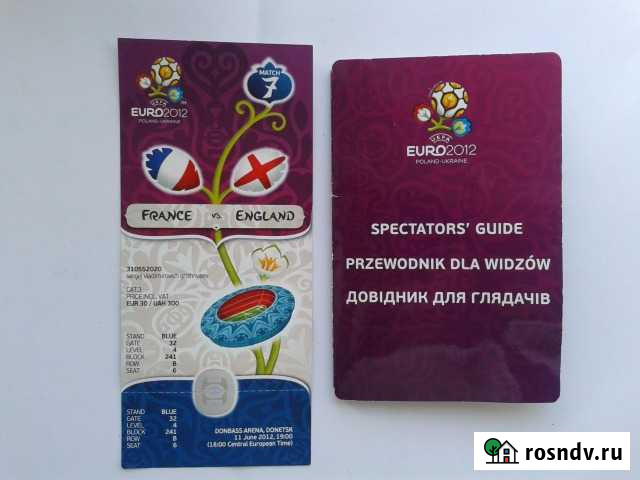 UEFA
EURO2012
POLAND-UKRAINE
MATCH
7
FRANCE vs ENGLAND
310552020
CAT.3
PRICE INCL. VAT
EUR 30 / UAH 300
STAND BLUE
GATE 32
LEVEL 4
BLOCK 241
ROW 8
SEAT 6
STAND BLUE
GATE 32
LEVEL 4
BLOCK 241
ROW 8
SEAT 6
DONBASS ARENA, DONETSK
11 June 2012, 19:00
(18:00 Central European Time)
UEFA
EURO2012
POLAND-UKRAINE
SPECTATORS' GUIDE
PRZEWODNIK DLA WIDZÓW
ДОВІДНИК ДЛЯ ГЛЯДАЧІВ
rosndv.ru